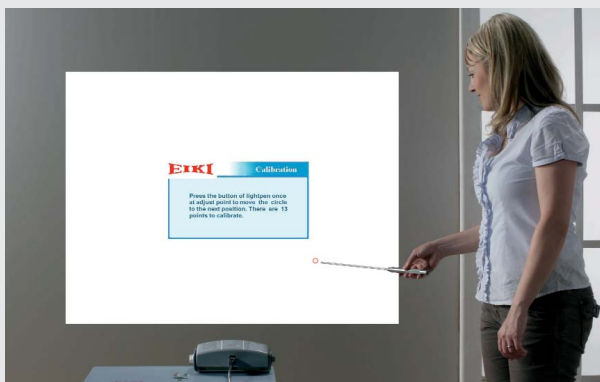 EIKI
Calibration
Press the button of lightpen once
at adjust point to move the circle
to the next position. There are 13
points to calibrate.